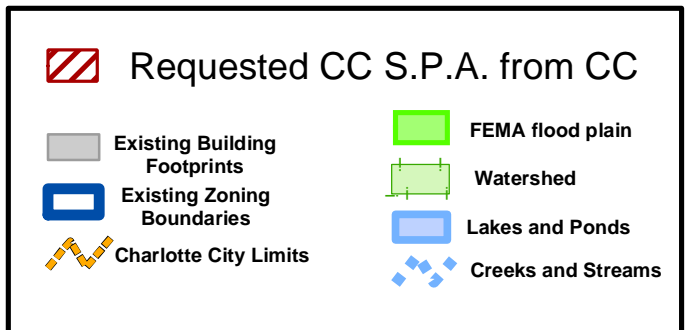 Requested CC S.P.A. from CC
Existing Building
Footprints
Existing Zoning
Boundaries
Charlotte City Limits
FEMA flood plain
Watershed
Lakes and Ponds
Creeks and Streams